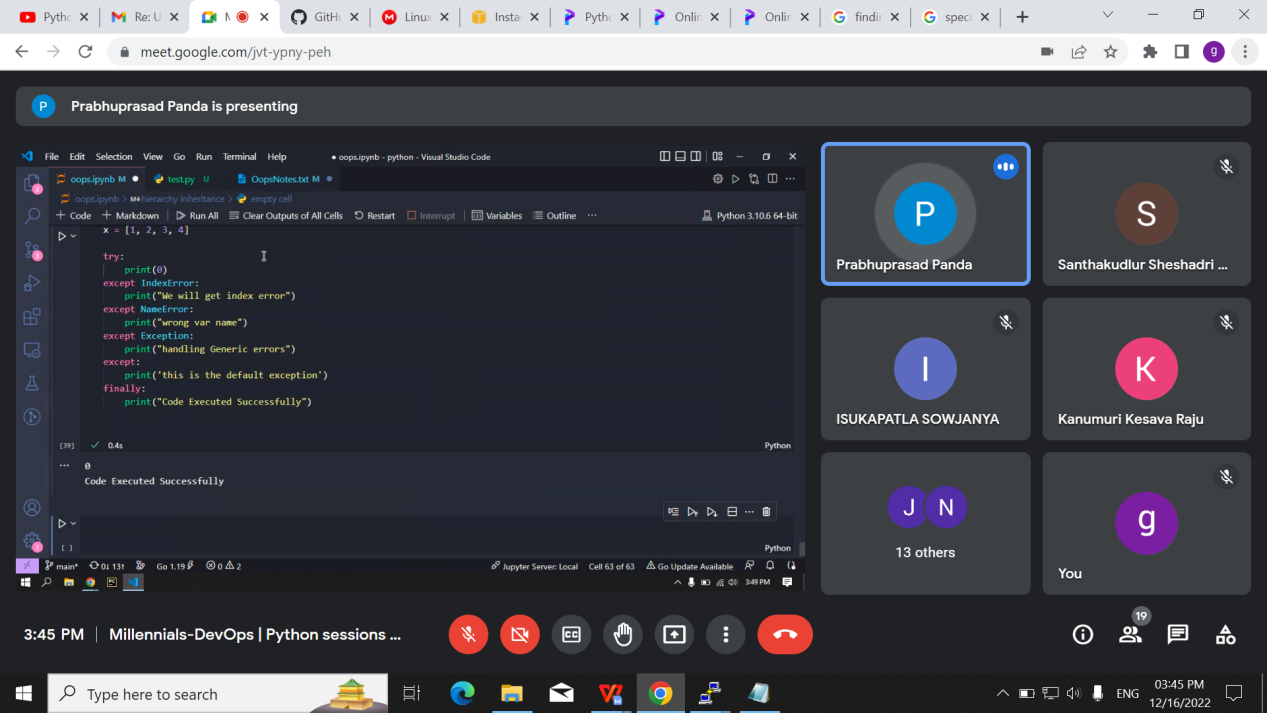 Pytho
Re: U
M
GitHu
Linux
Insta
Pytho
Onlin
Onlin
findin
speci
meet.google.com/jvt-ypny-peh
g
P
Prabhuprasad Panda is presenting
File Edit Selection View Go Run Terminal Help
● oops.ipynb - python - Visual Studio Code
oops.ipynb M ●
test.py U
OopsNotes.txt M ●
oops.ipynb > M↓hierarchy Inheritance > empty cell
+ Code + Markdown Run All Clear Outputs of All Cells Restart Interrupt Variables Outline ...
Python 3.10.6 64-bit
x = [1, 2, 3, 4]
try:
print(0)
except IndexError:
print("We will get index error")
except NameError:
print("wrong var name")
except Exception:
print("handling Generic errors")
except:
print('this is the default exception')
finally:
print("Code Executed Successfully")
[39] ✓ 0.4s
Python
... 0
Code Executed Successfully
[ ]
Python
main* 0↓ 13↑ Go 1.19 0 2
Jupyter Server: Local Cell 63 of 63 Go Update Available
3:49 PM
P
Prabhuprasad Panda
S
Santhakudlur Sheshadri ...
I
ISUKAPATLA SOWJANYA
K
Kanumuri Kesava Raju
J N
13 others
g
You
3:45 PM | Millennials-DevOps | Python sessions ...
19
Type here to search
ENG
03:45 PM
12/16/2022